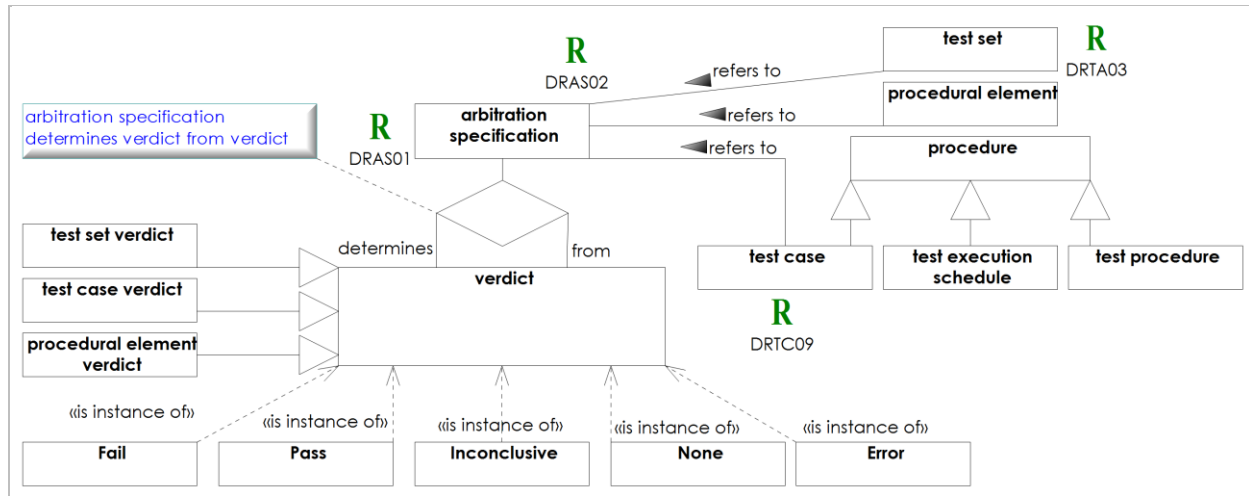 test set
R
DRTA03
R
DRAS02
refers to
procedural element
arbitration specification
determines verdict from verdict
R
DRAS01
arbitration
specification
refers to
refers to
procedure
test set verdict
determines
from
test case
test execution
schedule
test procedure
test case verdict
verdict
R
DRTC09
procedural element
verdict
«is instance of»
«is instance of»
«is instance of»
«is instance of»
«is instance of»
Fail
Pass
Inconclusive
None
Error